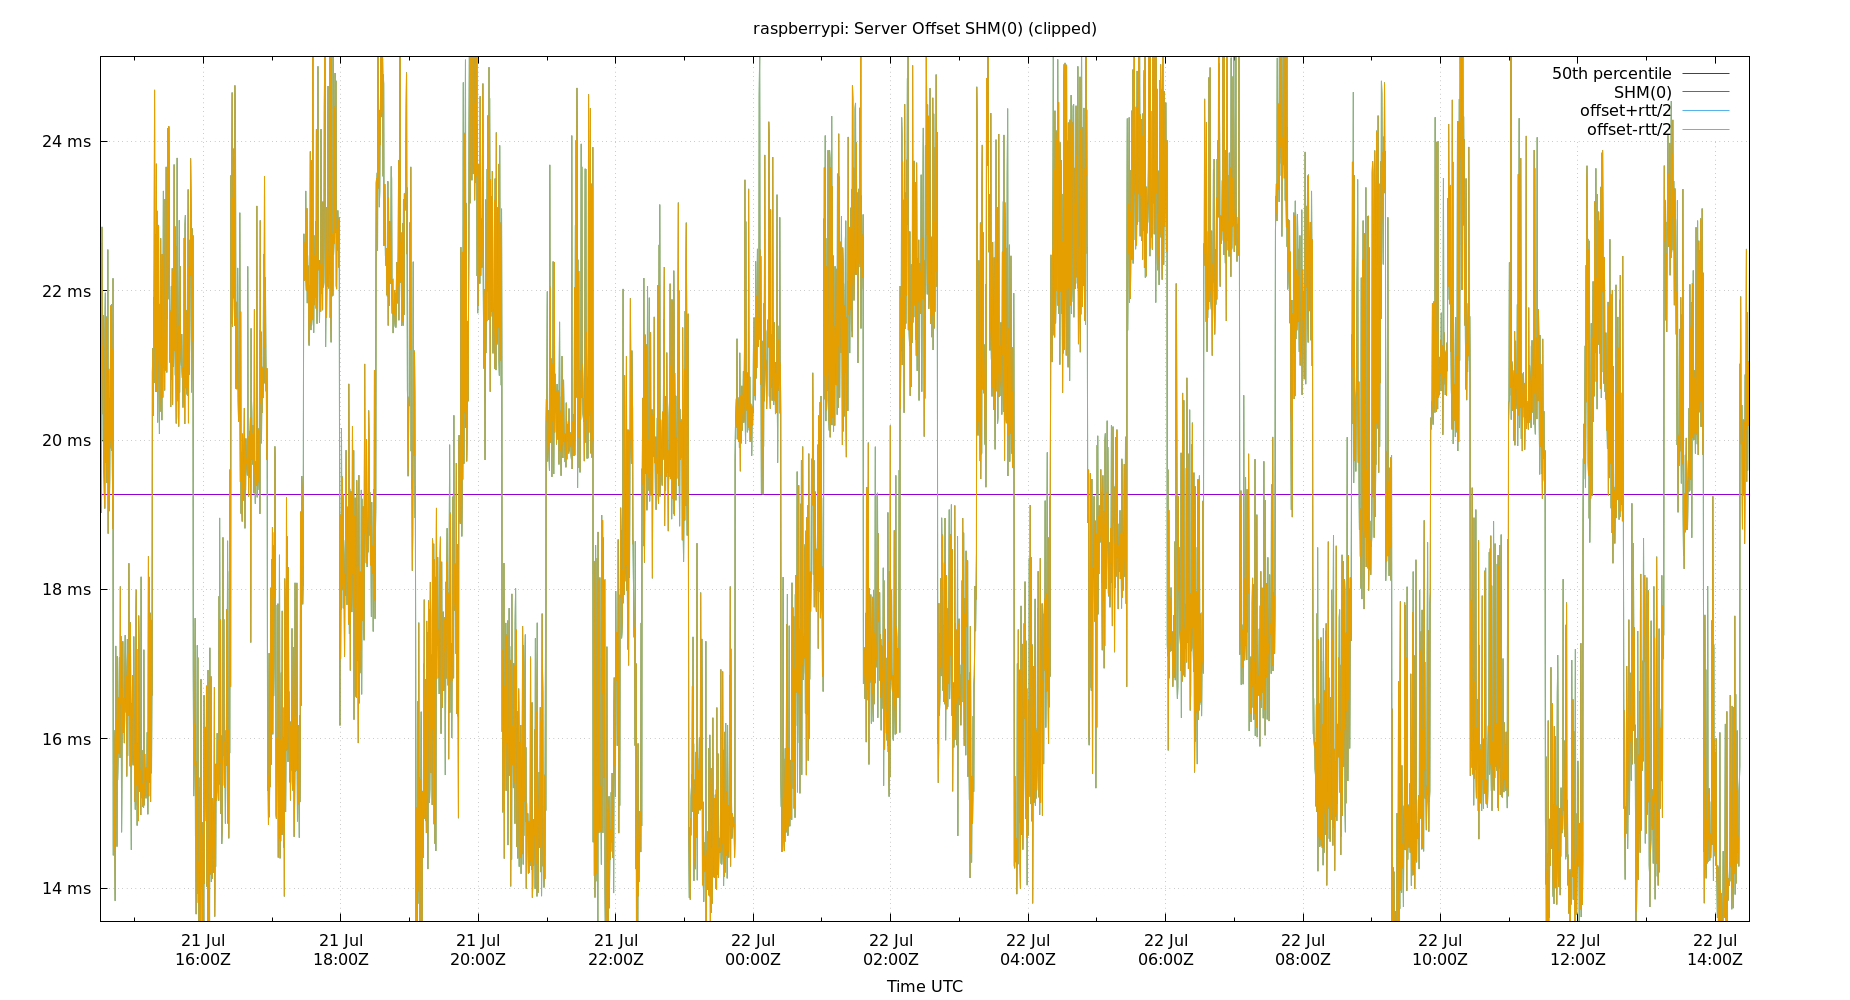 raspberrypi: Server Offset SHM(0) (clipped)
50th percentile
SHM(0)
offset+rtt/2
offset-rtt/2
24 ms
22 ms
20 ms
18 ms
16 ms
14 ms
21 Jul 21 Jul 21 Jul 21 Jul 22 Jul 22 Jul 22 Jul 22 Jul 22 Jul 22 Jul 22 Jul 22 Jul
16:00Z 18:00Z 20:00Z 22:00Z 00:00Z 02:00Z 04:00Z 06:00Z 08:00Z 10:00Z 12:00Z 14:00Z
Time UTC